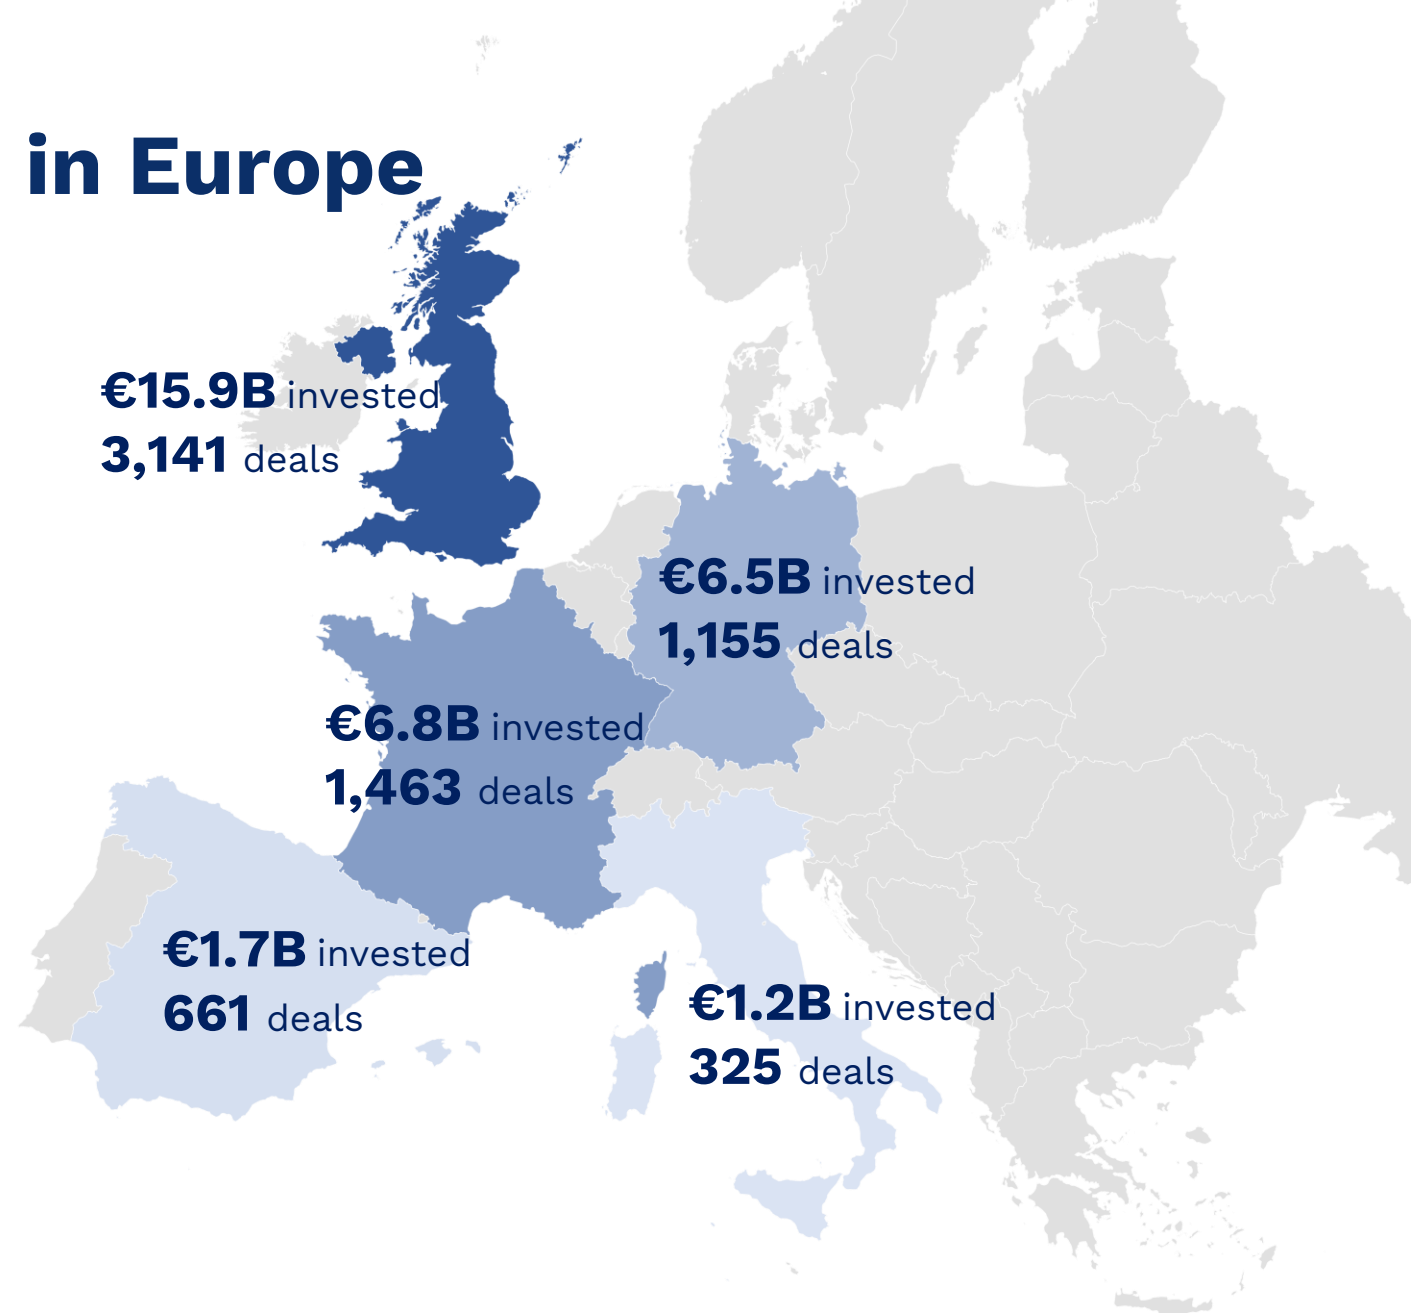 in Europe
€15.9B invested
3,141 deals
€6.5B invested
1,155 deals
€6.8B invested
1,463 deals
€1.7B invested
661 deals
€1.2B invested
325 deals